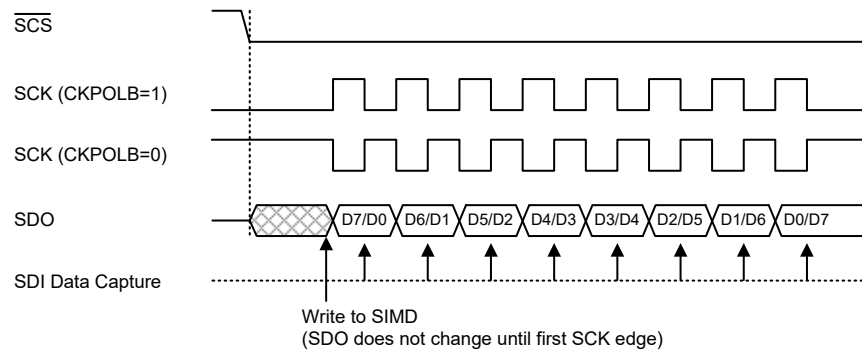 SCS
SCK (CKPOLB=1)
SCK (CKPOLB=0)
SDO
D7/D0 D6/D1 D5/D2 D4/D3 D3/D4 D2/D5 D1/D6 D0/D7
SDI Data Capture
Write to SIMD
(SDO does not change until first SCK edge)